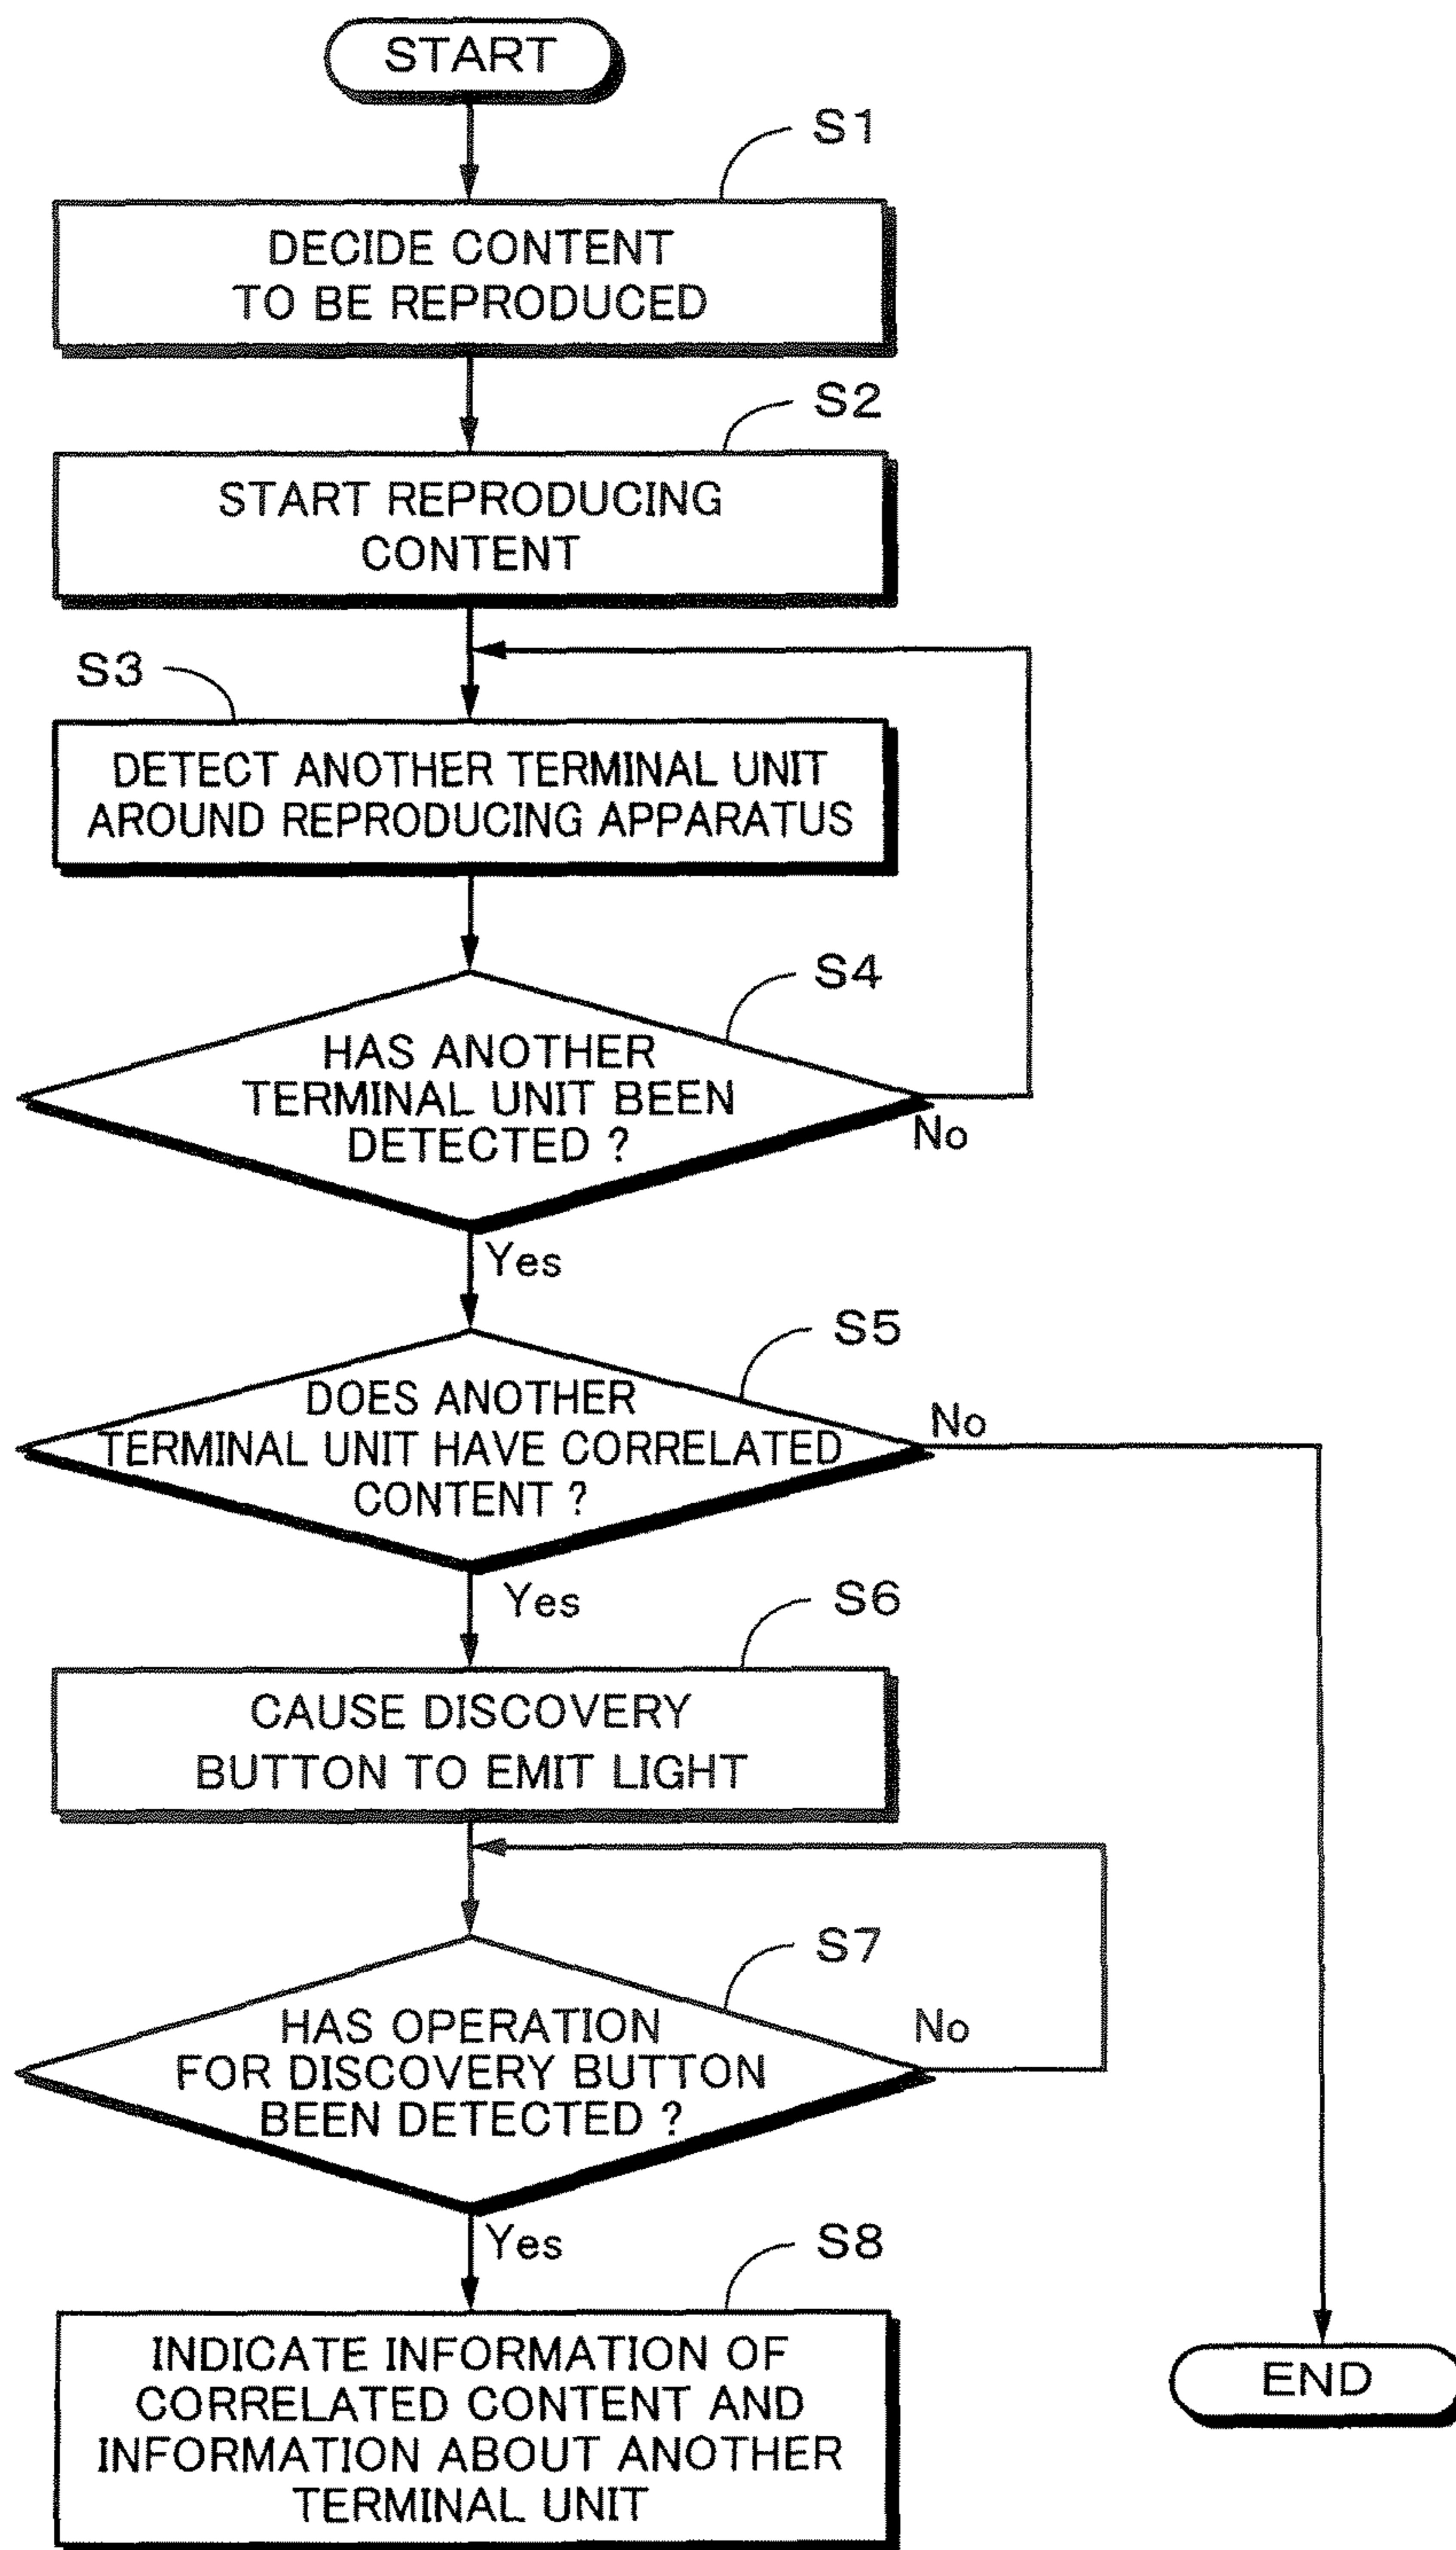 START
S1
DECIDE CONTENT
TO BE REPRODUCED
S2
START REPRODUCING
CONTENT
S3
DETECT ANOTHER TERMINAL UNIT
AROUND REPRODUCING APPARATUS
S4
HAS ANOTHER
TERMINAL UNIT BEEN
DETECTED ?
No
Yes
S5
DOES ANOTHER
TERMINAL UNIT HAVE CORRELATED
CONTENT ?
No
Yes
S6
CAUSE DISCOVERY
BUTTON TO EMIT LIGHT
S7
HAS OPERATION
FOR DISCOVERY BUTTON
BEEN DETECTED ?
No
Yes
S8
INDICATE INFORMATION OF
CORRELATED CONTENT AND
INFORMATION ABOUT ANOTHER
TERMINAL UNIT
END